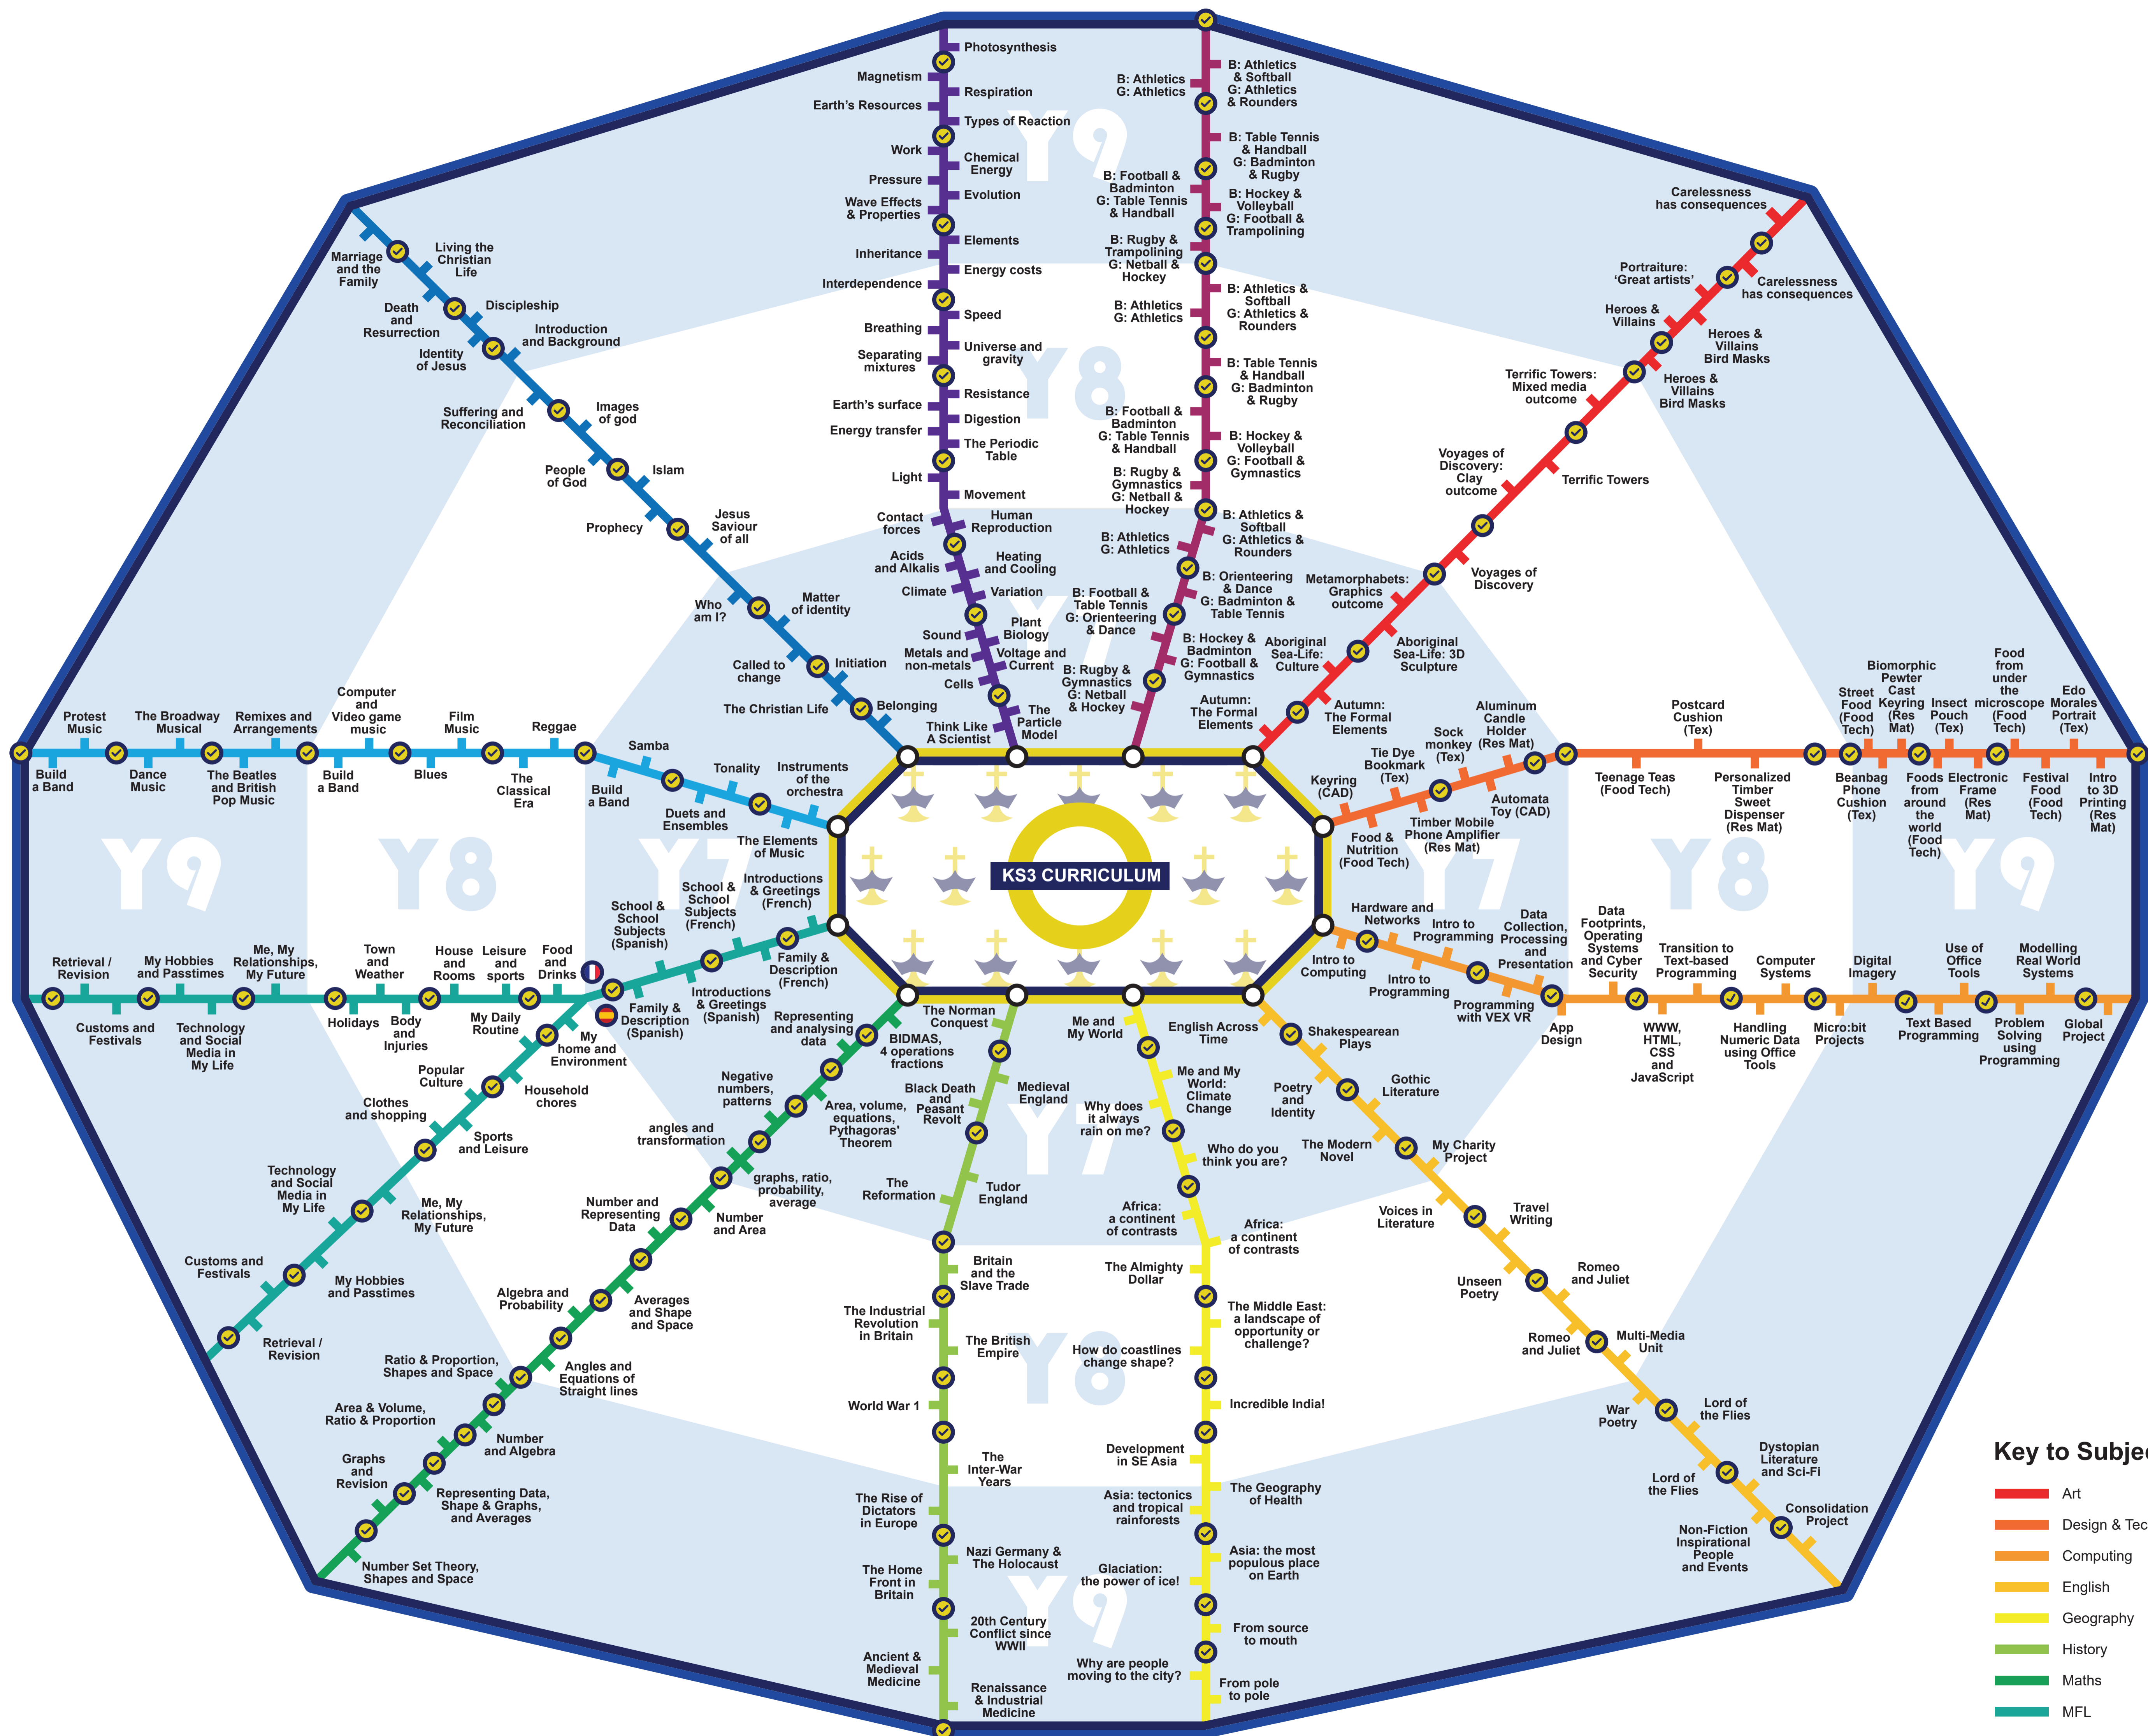 Photosynthesis
Magnetism
Respiration
Earth's Resources
Types of Reaction
Work
Chemical
Energy
Pressure
Evolution
Wave Effects
& Properties
Elements
Inheritance
Energy costs
Interdependence
Speed
Breathing
Universe and
gravity
Separating
mixtures
Resistance
Earth's surface
Digestion
Energy transfer
The Periodic
Table
Light
Movement
Contact
forces
Human
Reproduction
Acids
and Alkalis
Heating
and Cooling
Climate
Variation
Sound
Plant
Biology
Metals and
non-metals
Voltage and
Current
Cells
The
Particle
Model
Think Like
A Scientist
Y9
Y8
Y7
B: Athletics
& Softball
G: Athletics
& Rounders
B: Athletics
G: Athletics
B: Table Tennis
& Handball
G: Badminton
& Rugby
B: Football &
Badminton
G: Table Tennis
& Handball
B: Hockey &
Volleyball
G: Football &
Trampolining
B: Rugby &
Trampolining
G: Netball &
Hockey
B: Athletics &
Softball
G: Athletics &
Rounders
B: Athletics
G: Athletics
B: Table Tennis
& Handball
G: Badminton
& Rugby
B: Football &
Badminton
G: Table Tennis
& Handball
B: Hockey &
Volleyball
G: Football &
Gymnastics
B: Rugby &
Gymnastics
G: Netball &
Hockey
B: Athletics &
Softball
G: Athletics &
Rounders
B: Athletics
G: Athletics
B: Orienteering
& Dance
G: Badminton &
Table Tennis
B: Football &
Table Tennis
G: Orienteering
& Dance
B: Hockey &
Badminton
G: Football &
Gymnastics
B: Rugby &
Gymnastics
G: Netball
& Hockey
Carelessness
has consequences
Carelessness
has consequences
Portraiture:
'Great artists'
Heroes &
Villains
Heroes &
Villains
Bird Masks
Heroes &
Villains
Bird Masks
Terrific Towers:
Mixed media
outcome
Terrific Towers
Voyages of
Discovery:
Clay
outcome
Voyages of
Discovery
Metamorphabets:
Graphics
outcome
Aboriginal
Sea-Life: 3D
Sculpture
Aboriginal
Sea-Life:
Culture
Autumn:
The Formal
Elements
Autumn:
The Formal
Elements
Marriage
and the
Family
Living the
Christian
Life
Death
and
Resurrection
Discipleship
Identity
of Jesus
Introduction
and Background
Suffering and
Reconciliation
Images
of god
People
of God
Islam
Prophecy
Jesus
Saviour
of all
Who
am I?
Matter
of identity
Called to
change
Initiation
The Christian Life
Belonging
Protest
Music
The Broadway
Musical
Remixes and
Arrangements
Computer
and
Video game
music
Film
Music
Reggae
Samba
Tonality
Instruments
of the
orchestra
Build
a Band
Dance
Music
The Beatles
and British
Pop Music
Build
a Band
Blues
The
Classical
Era
Build
a Band
Duets and
Ensembles
The Elements
of Music
Y9
Y8
Y7
KS3 CURRICULUM
Keyring
(CAD)
Tie Dye
Bookmark
(Tex)
Sock
monkey
(Tex)
Aluminum
Candle
Holder
(Res Mat)
Postcard
Cushion
(Tex)
Street
Food
(Food
Tech)
Biomorphic
Pewter
Cast
Keyring
(Res
Mat)
Insect
Pouch
(Tex)
Food
from
under
the
microscope
(Food
Tech)
Edo
Morales
Portrait
(Tex)
Food &
Nutrition
(Food Tech)
Timber Mobile
Phone Amplifier
(Res Mat)
Automata
Toy (CAD)
Teenage Teas
(Food Tech)
Personalized
Timber
Sweet
Dispenser
(Res Mat)
Beanbag
Phone
Cushion
(Tex)
Foods
from
around
the
world
(Food
Tech)
Electronic
Frame
(Res
Mat)
Festival
Food
(Food
Tech)
Intro
to 3D
Printing
(Res
Mat)
Y7
Y8
Y9
Hardware and
Networks
Intro to
Programming
Data
Collection,
Processing
and
Presentation
Data
Footprints,
Operating
Systems
and Cyber
Security
Transition to
Text-based
Programming
Computer
Systems
Digital
Imagery
Use of
Office
Tools
Modelling
Real World
Systems
Intro to
Computing
Intro to
Programming
Programming
with VEX VR
App
Design
WWW,
HTML,
CSS
and
JavaScript
Handling
Numeric Data
using Office
Tools
Micro:bit
Projects
Text Based
Programming
Problem
Solving
using
Programming
Global
Project
Retrieval /
Revision
My Hobbies
and Passtimes
Me, My
Relationships,
My Future
Town
and
Weather
House
and
Rooms
Leisure
and
sports
Food
and
Drinks
School &
School
Subjects
(Spanish)
School &
School
Subjects
(French)
Introductions
& Greetings
(French)
Customs and
Festivals
Technology
and Social
Media in
My Life
Holidays
Body
and
Injuries
My Daily
Routine
Family &
Description
(Spanish)
Introductions
& Greetings
(Spanish)
Family &
Description
(French)
My
home and
Environment
Popular
Culture
Household
chores
Clothes
and shopping
Sports
and Leisure
Technology
and Social
Media in
My Life
Me, My
Relationships,
My Future
Customs and
Festivals
My Hobbies
and Passtimes
Retrieval /
Revision
Representing
and analysing
data
BIDMAS,
4 operations
fractions
Negative
numbers,
patterns
Area, volume,
equations,
Pythagoras'
Theorem
angles and
transformation
graphs, ratio,
probability,
average
Number and
Representing
Data
Number
and Area
Algebra and
Probability
Averages
and Shape
and Space
Ratio & Proportion,
Shapes and Space
Angles and
Equations of
Straight lines
Area & Volume,
Ratio & Proportion
Number
and Algebra
Graphs
and
Revision
Representing Data,
Shape & Graphs,
and Averages
Number Set Theory,
Shapes and Space
The Norman
Conquest
Medieval
England
Black Death
and
Peasant
Revolt
Tudor
England
The
Reformation
Britain
and the
Slave Trade
The Industrial
Revolution
in Britain
The British
Empire
World War 1
The
Inter-War
Years
The Rise of
Dictators
in Europe
Nazi Germany &
The Holocaust
The Home
Front in
Britain
20th Century
Conflict since
WWII
Ancient &
Medieval
Medicine
Renaissance
& Industrial
Medicine
Y7
Y8
Y9
Me and
My World
Me and My
World:
Climate
Change
Why does
it always
rain on me?
Who do you
think you are?
Africa:
a continent
of contrasts
Africa:
a continent
of contrasts
The Almighty
Dollar
The Middle East:
a landscape of
opportunity or
challenge?
How do coastlines
change shape?
Incredible India!
Development
in SE Asia
The Geography
of Health
Asia: tectonics
and tropical
rainforests
Asia: the most
populous place
on Earth
Glaciation:
the power of ice!
From source
to mouth
Why are people
moving to the city?
From pole
to pole
English Across
Time
Shakespearean
Plays
Poetry
and
Identity
Gothic
Literature
The Modern
Novel
My Charity
Project
Voices in
Literature
Travel
Writing
Unseen
Poetry
Romeo
and Juliet
Romeo
and Juliet
Multi-Media
Unit
War
Poetry
Lord of
the Flies
Lord of
the Flies
Dystopian
Literature
and Sci-Fi
Non-Fiction
Inspirational
People
and Events
Consolidation
Project
Key to Subje
Art
Design & Tec
Computing
English
Geography
History
Maths
MFL